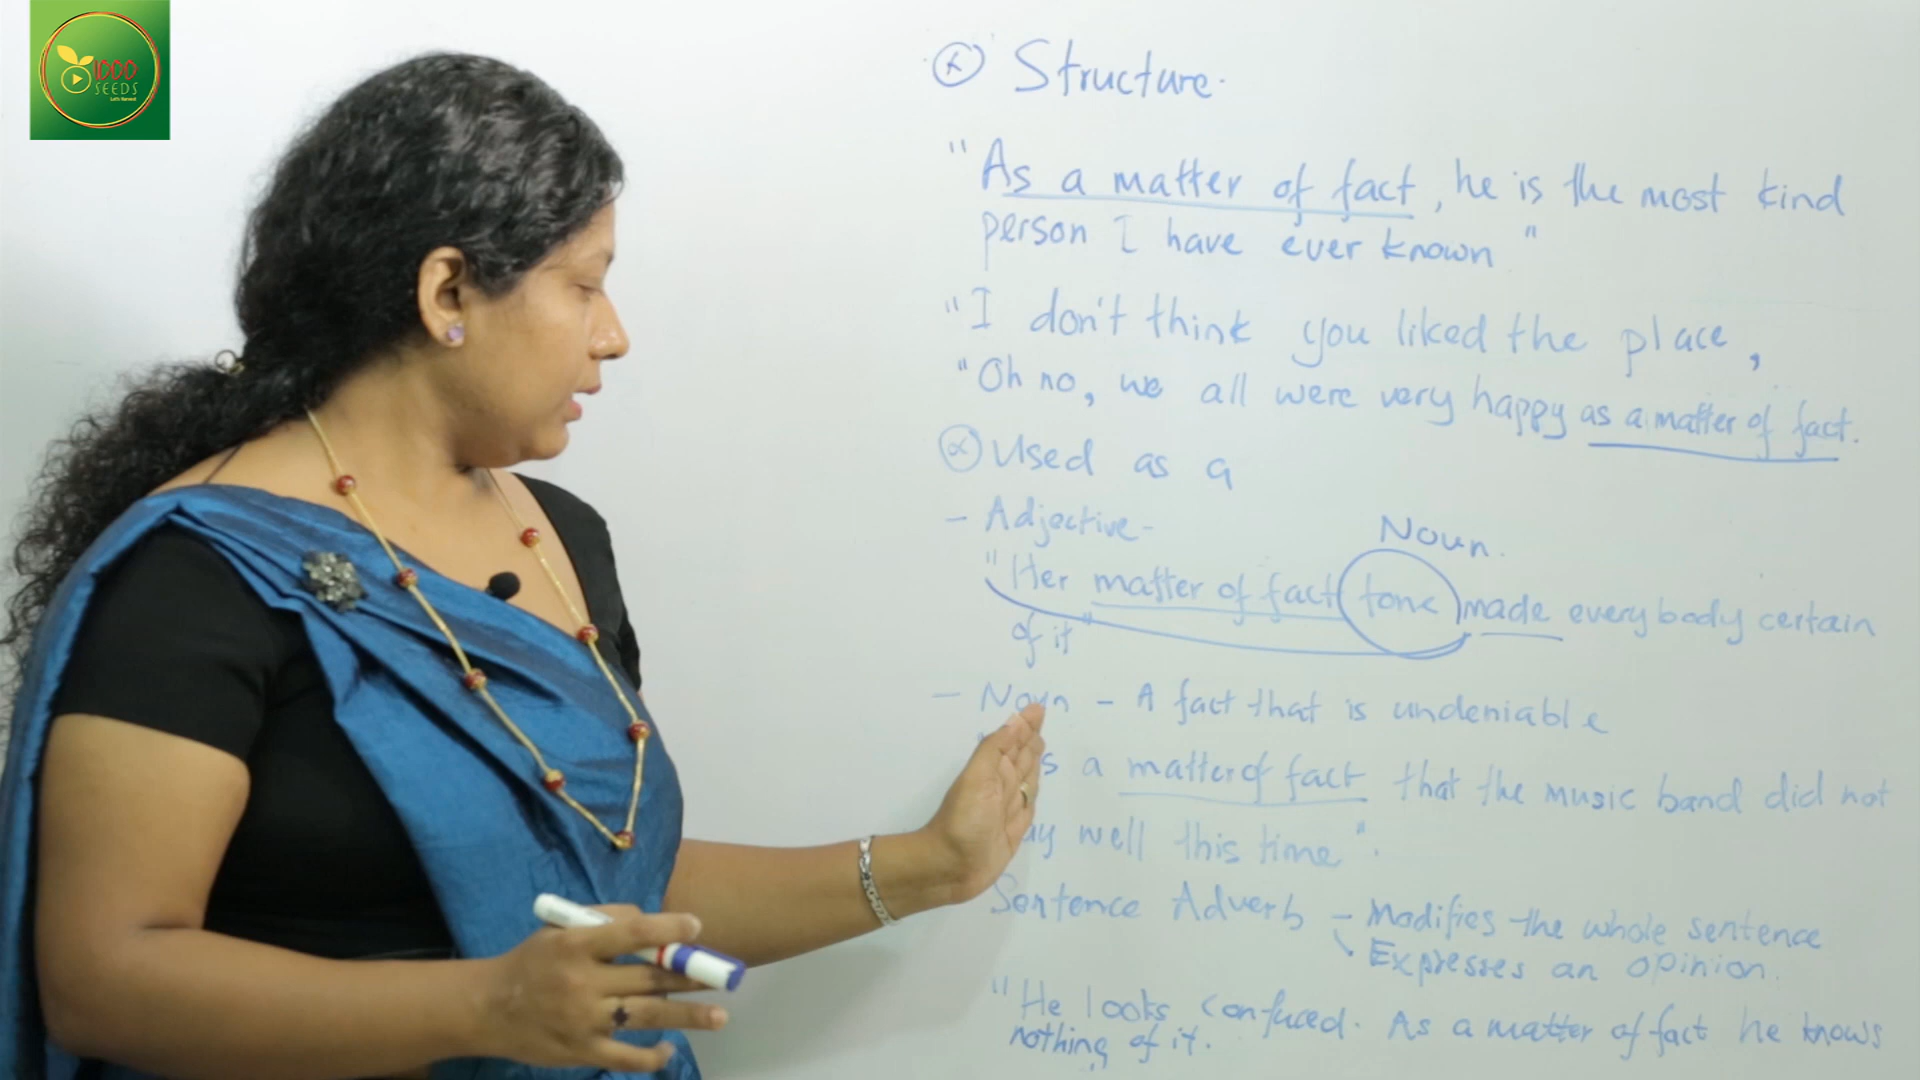 1000
SEEDS
Let's Harvest
Structure.
"As a matter of fact, he is the most kind
person I have ever known"
"I don't think you liked the place,
"Oh no, we all were very happy as a matter of fact.
Used as a
- Adjective -
Noun.
"Her matter of fact tone made everybody certain
of it"
- Noun - A fact that is undeniable
a matter of fact that the music band did not
well this time".
Sentence Adverb - Modifies the whole sentence
- Expresses an opinion.
"He looks confused. As a matter of fact he knows
nothing of it.